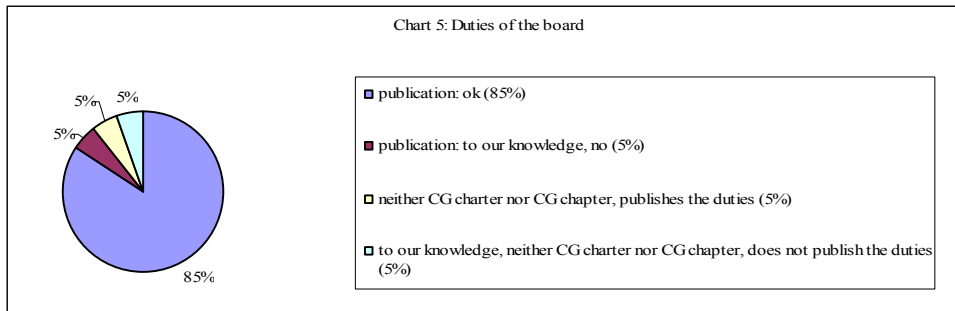 Chart 5: Duties of the board
5%
5%
5%
85%
publication: ok (85%)
publication: to our knowledge, no (5%)
neither CG charter nor CG chapter, publishes the duties (5%)
to our knowledge, neither CG charter nor CG chapter, does not publish the duties
(5%)